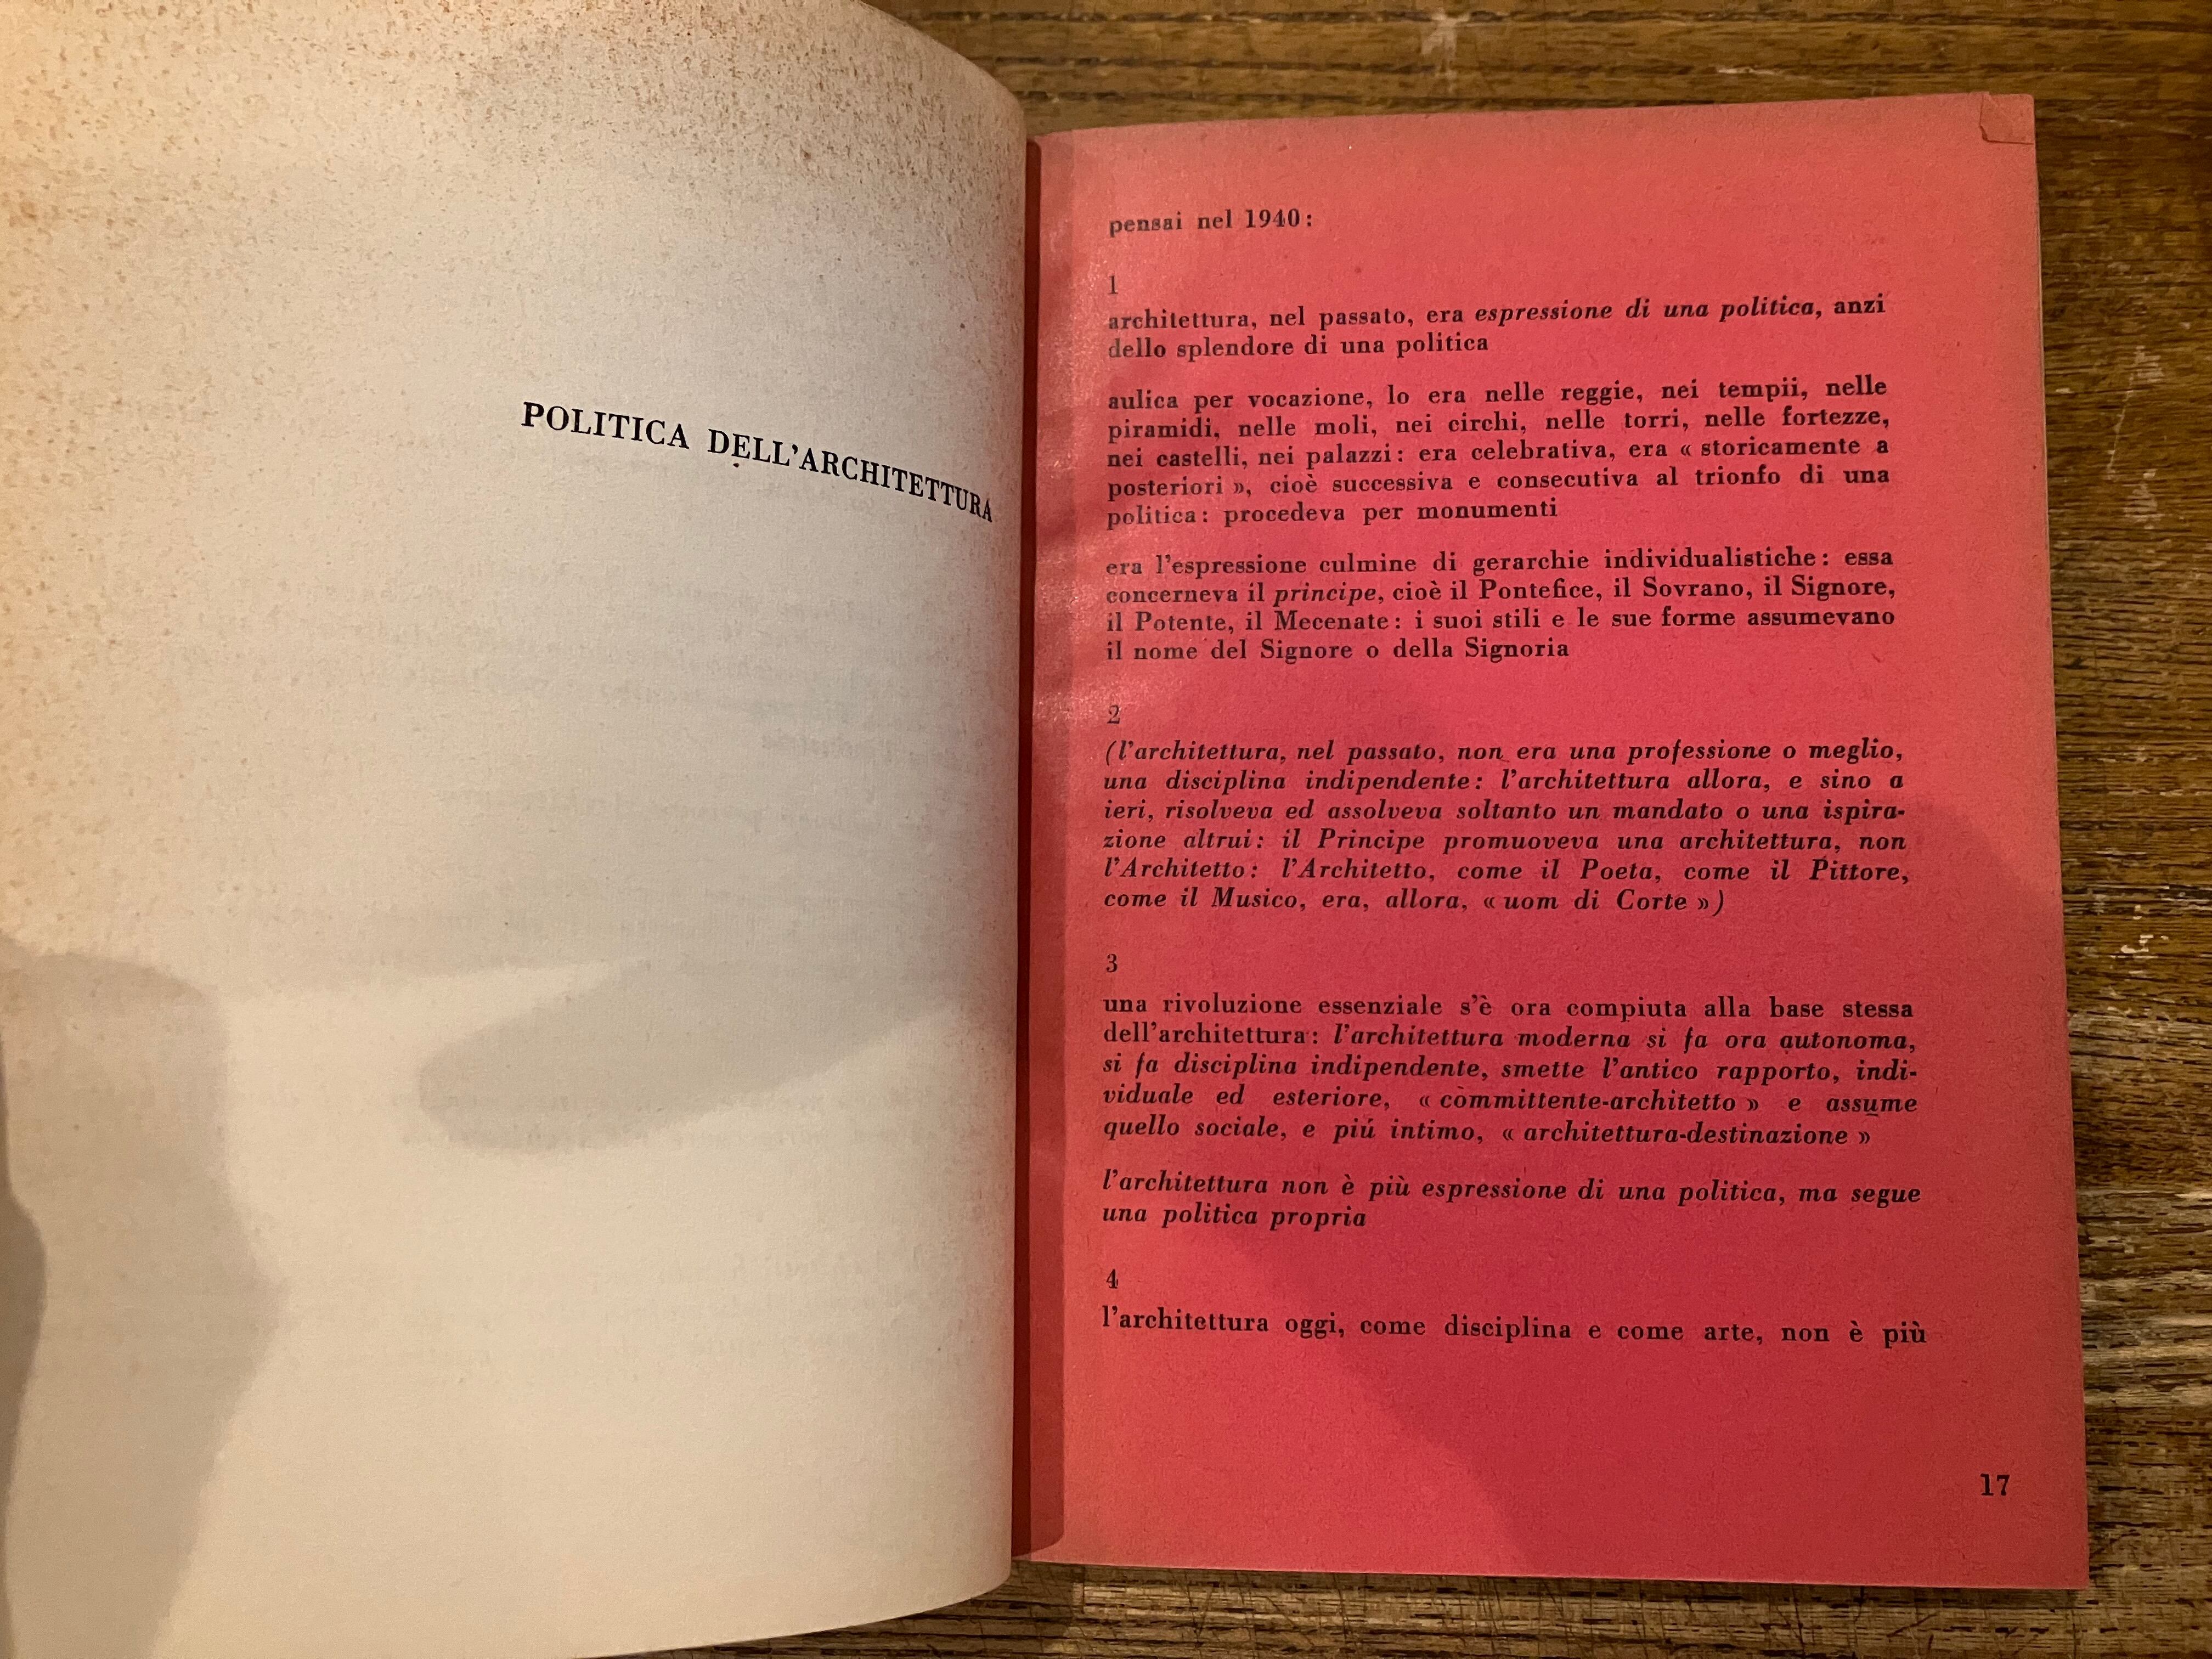 POLITICA DELL'ARCHITETTURA
pensai nel 1940:
1
architettura, nel passato, era espressione di una politica, anzi
dello splendore di una politica
aulica per vocazione, lo era nelle reggie, nei tempii, nelle
piramidi, nelle moli, nei circhi, nelle torri, nelle fortezze,
nei castelli, nei palazzi: era celebrativa, era « storicamente a
posteriori », cioè successiva e consecutiva al trionfo di una
politica: procedeva per monumenti
era l'espressione culmine di gerarchie individualistiche: essa
concerneva il principe, cioè il Pontefice, il Sovrano, il Signore,
il Potente, il Mecenate: i suoi stili e le sue forme assumevano
il nome del Signore o della Signoria
2
(l'architettura, nel passato, non era una professione o meglio,
una disciplina indipendente: l'architettura allora, e sino a
ieri, risolveva ed assolveva soltanto un mandato o una ispira-
zione altrui: il Principe promuoveva una architettura, non
l'Architetto: l'Architetto, come il Poeta, come il Pittore,
come il Musico, era, allora, « uom di Corte »)
3
una rivoluzione essenziale s'è ora compiuta alla base stessa
dell'architettura: l'architettura moderna si fa ora autonoma,
si fa disciplina indipendente, smette l'antico rapporto, indi-
viduale ed esteriore, « committente-architetto » e assume
quello sociale, e piú intimo, « architettura-destinazione »
l'architettura non è più espressione di una politica, ma segue
una politica propria
4
l'architettura oggi, come disciplina e come arte, non è più
17